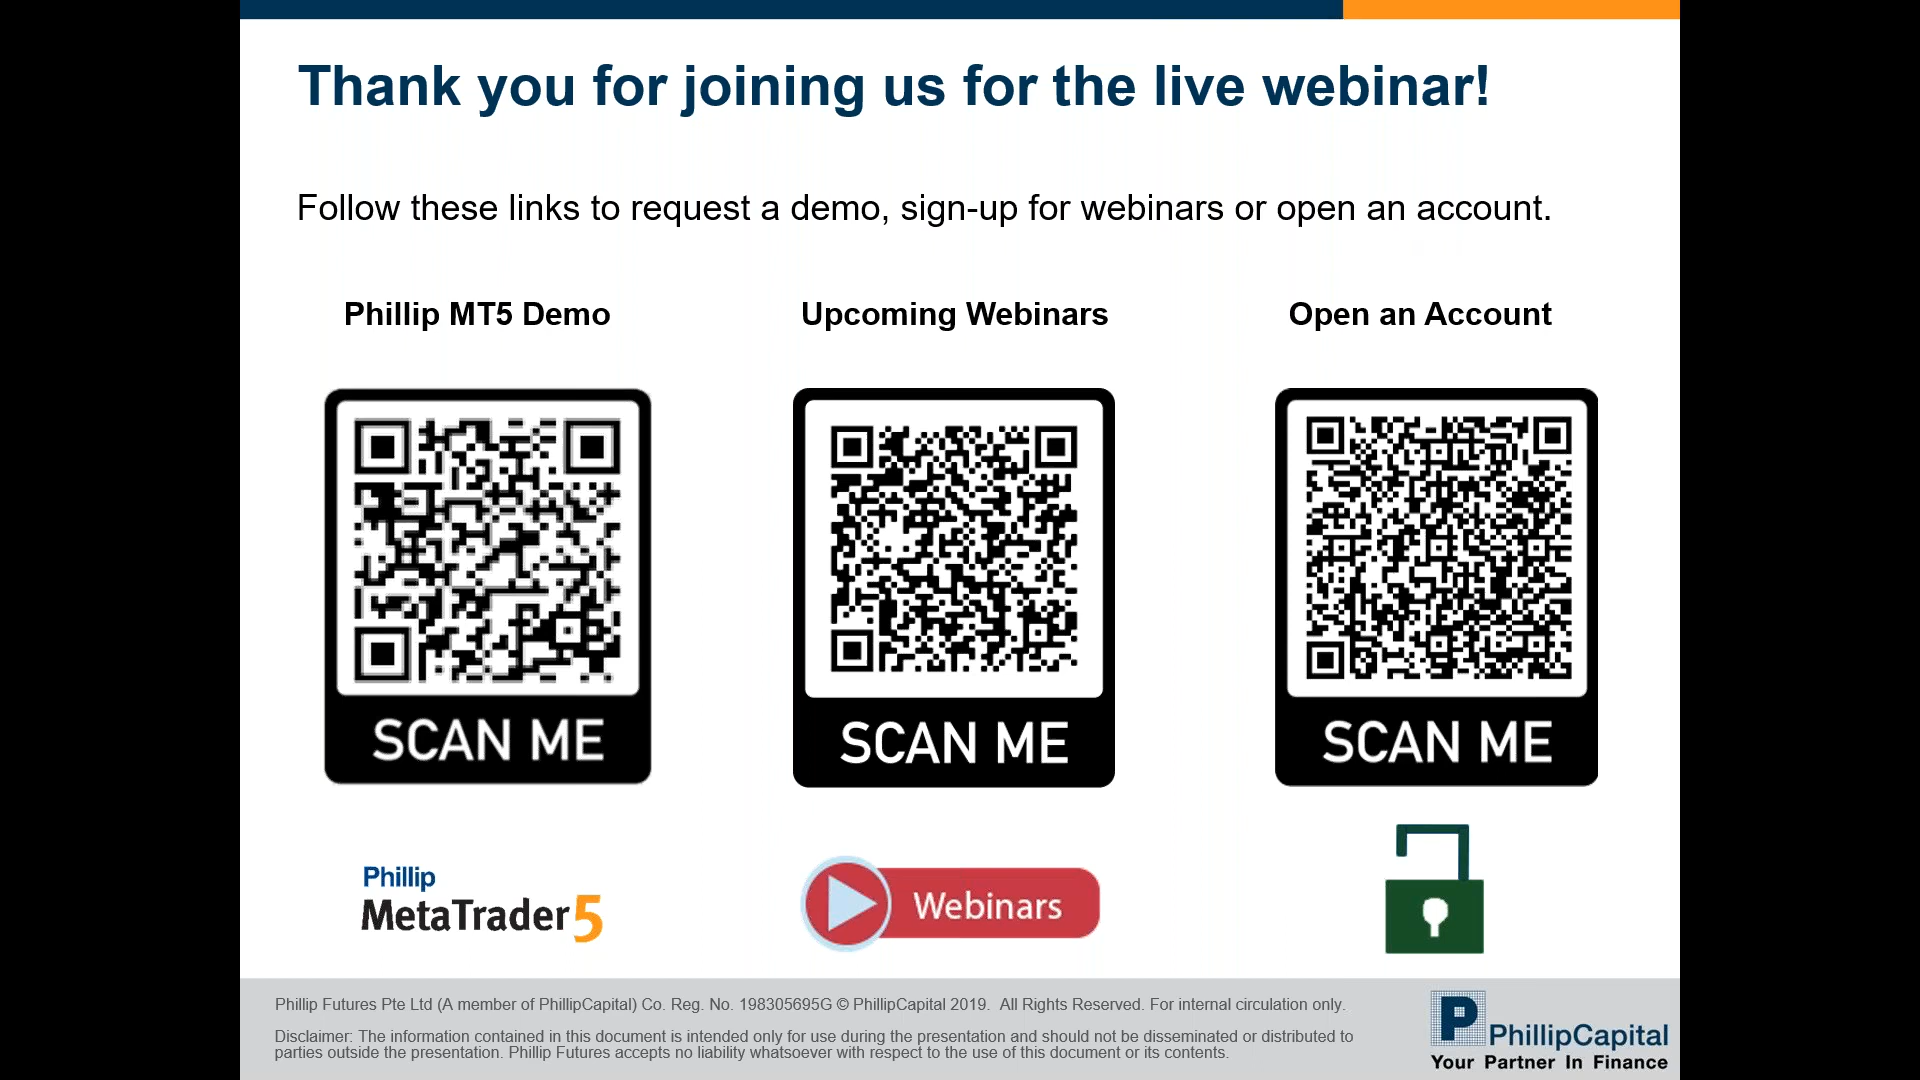 Thank you for joining us for the live webinar!
Follow these links to request a demo, sign-up for webinars or open an account.
Phillip MT5 Demo
Upcoming Webinars
Open an Account
SCAN ME
SCAN ME
SCAN ME
Phillip
MetaTrader 5
Webinars
Phillip Futures Pte Ltd (A member of PhillipCapital) Co. Reg. No. 198305695G © PhillipCapital 2019.  All Rights Reserved. For internal circulation only.
Disclaimer: The information contained in this document is intended only for use during the presentation and should not be disseminated or distributed to
parties outside the presentation. Phillip Futures accepts no liability whatsoever with respect to the use of this document or its contents.
P PhillipCapital
Your Partner In Finance